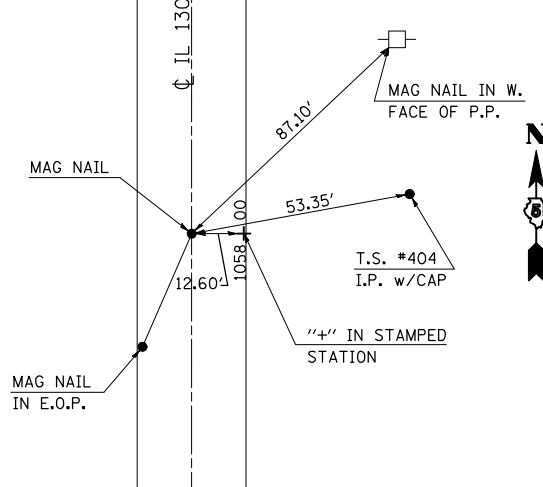 ℄ IL 130
MAG NAIL IN W.
FACE OF P.P.
87.10'
N
MAG NAIL
53.35'
5
1058 00
T.S. #404
I.P. w/CAP
12.60'
"+" IN STAMPED
STATION
MAG NAIL
IN E.O.P.